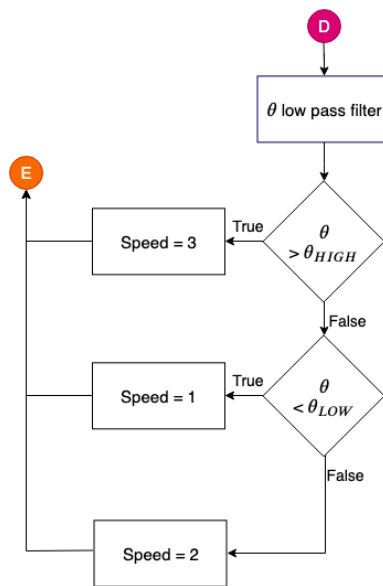 D
θ low pass filter
E
Speed = 3
True
θ
> θ_HIGH
False
Speed = 1
True
θ
< θ_LOW
False
Speed = 2